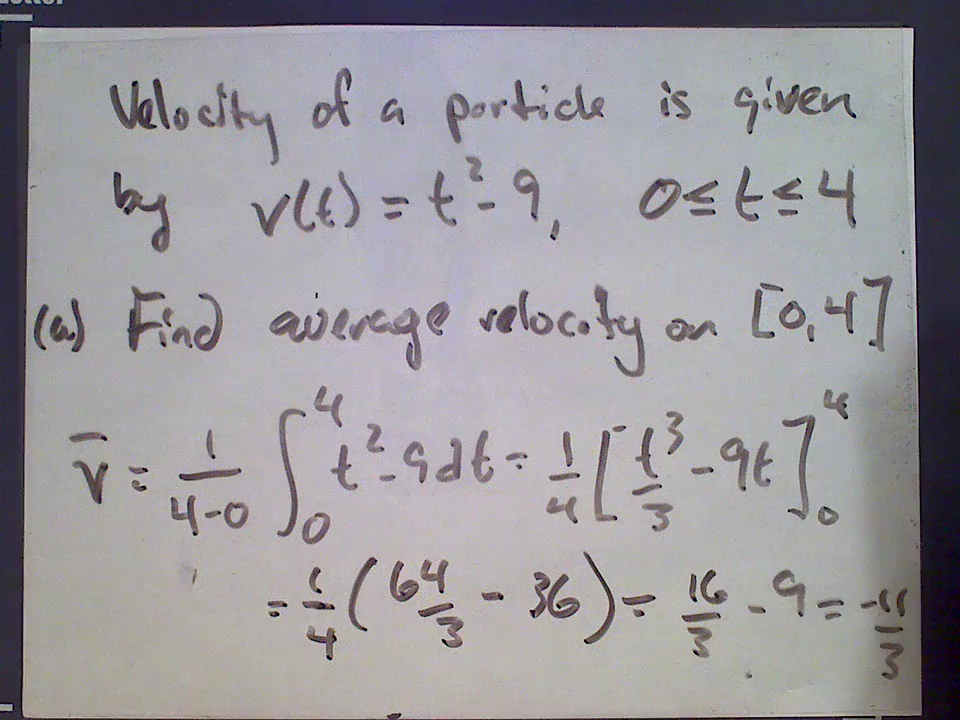 Velocity of a particle is given
by v(t) = t² - 9, 0 ≤ t ≤ 4
(a) Find average velocity on [0,4]
v̄ = 1/(4-0) ∫₀⁴ t² - 9 dt = 1/4 [t³/3 - 9t]₀⁴
= 1/4 (64/3 - 36) = 16/3 - 9 = -11/3